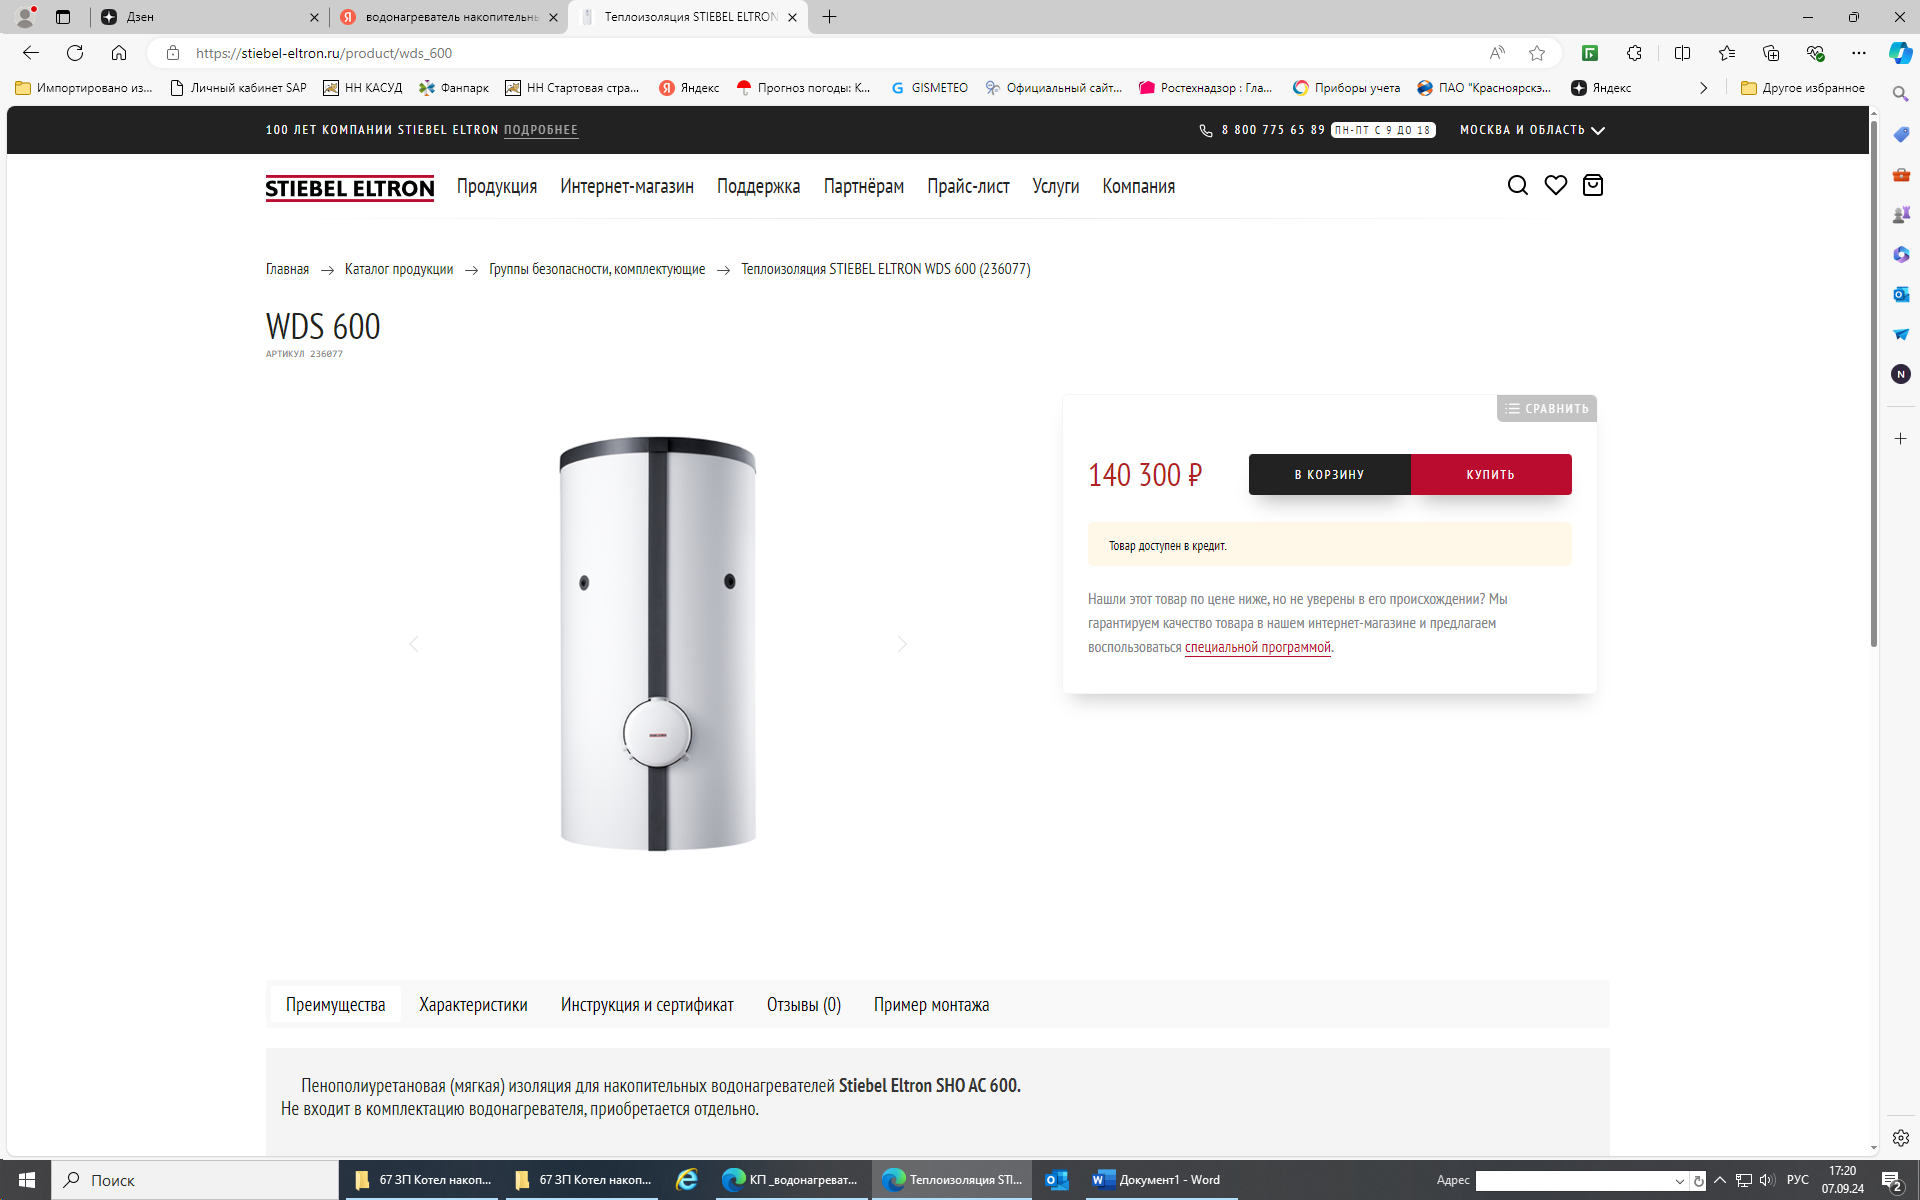 Дзен
водонагреватель накопительнь
Теплоизоляция STIEBEL ELTRON
https://stiebel-eltron.ru/product/wds_600
Импортировано из...
Личный кабинет SAP
НН КАСУД
Фанпарк
НН Стартовая стра...
Яндекс
Прогноз погоды: К...
GISMETEO
Официальный сайт...
Ростехнадзор : Гла...
Приборы учета
ПАО "Красноярскэ...
Яндекс
Другое избранное
100 ЛЕТ КОМПАНИИ STIEBEL ELTRON ПОДРОБНЕЕ
8 800 775 65 89 ПН-ПТ С 9 ДО 18
МОСКВА И ОБЛАСТЬ
STIEBEL ELTRON
Продукция
Интернет-магазин
Поддержка
Партнёрам
Прайс-лист
Услуги
Компания
Главная → Каталог продукции → Группы безопасности, комплектующие → Теплоизоляция STIEBEL ELTRON WDS 600 (236077)
WDS 600
АРТИКУЛ 236077
СРАВНИТЬ
140 300 ₽
В КОРЗИНУ
КУПИТЬ
Товар доступен в кредит.
Нашли этот товар по цене ниже, но не уверены в его происхождении? Мы
гарантируем качество товара в нашем интернет-магазине и предлагаем
воспользоваться специальной программой.
Преимущества
Характеристики
Инструкция и сертификат
Отзывы (0)
Пример монтажа
Пенополиуретановая (мягкая) изоляция для накопительных водонагревателей Stiebel Eltron SHO AC 600.
Не входит в комплектацию водонагревателя, приобретается отдельно.
Поиск
67 ЗП Котел накоп...
67 ЗП Котел накоп...
КП _водонагреват...
Теплоизоляция STI...
Документ1 - Word
Адрес
РУС
17:20
07.09.24
2